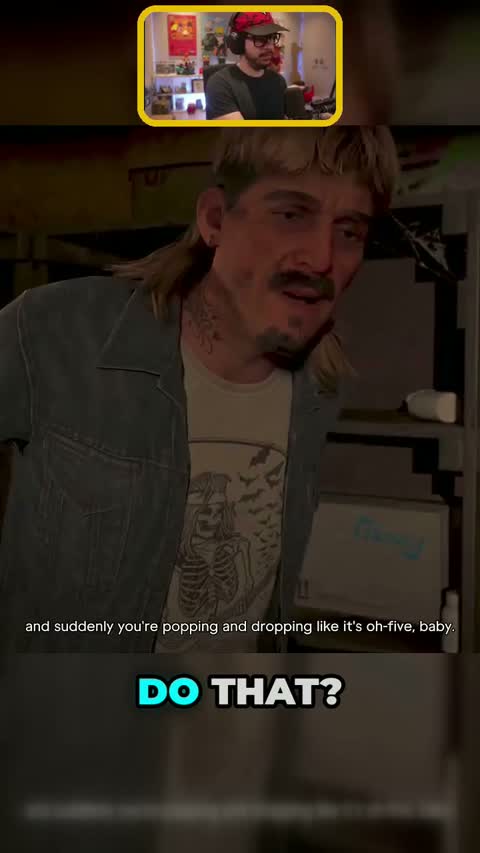 and suddenly you're popping and dropping like it's oh-five, baby.
DO THAT?